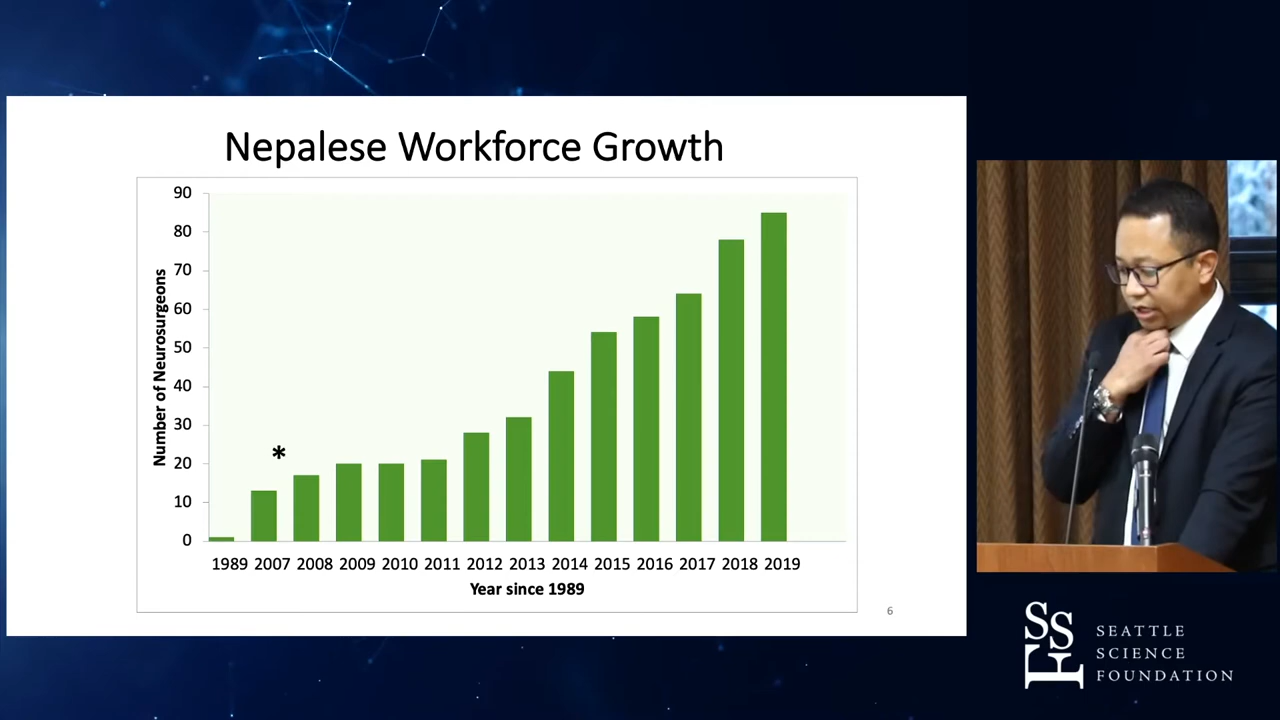 Nepalese Workforce Growth
90
80
70
60
50
40
30
20
10
0
Number of Neurosurgeons
*
1989 2007 2008 2009 2010 2011 2012 2013 2014 2015 2016 2017 2018 2019
Year since 1989
6
SSF
SEATTLE
SCIENCE
FOUNDATION